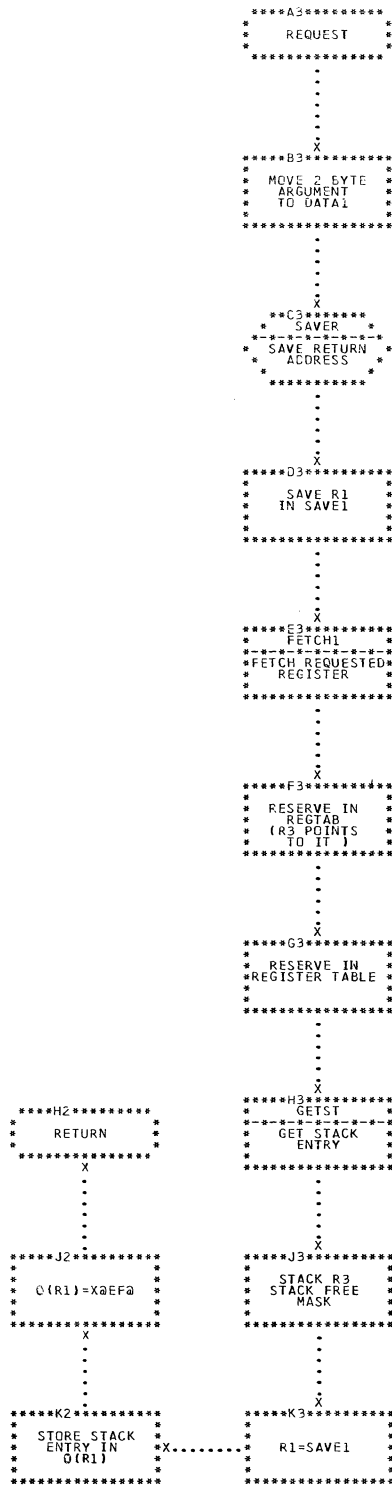 A3
REQUEST
B3
MOVE 2 BYTE
ARGUMENT
TO DATA1
C3
SAVER
SAVE RETURN
ADDRESS
D3
SAVE R1
IN SAVE1
E3
FETCH1
FETCH REQUESTED
REGISTER
F3
RESERVE IN
REGTAB
(R3 POINTS
TO IT )
G3
RESERVE IN
REGISTER TABLE
H3
GETST
GET STACK
ENTRY
J3
STACK R3
STACK FREE
MASK
K3
R1=SAVE1
K2
STORE STACK
ENTRY IN
0(R1)
J2
0(R1)=X@EF@
H2
RETURN